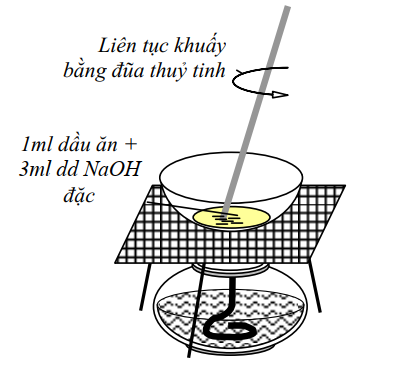 Liên tục khuấy
bằng đũa thuỷ tinh
1ml dầu ăn +
3ml dd NaOH
đặc